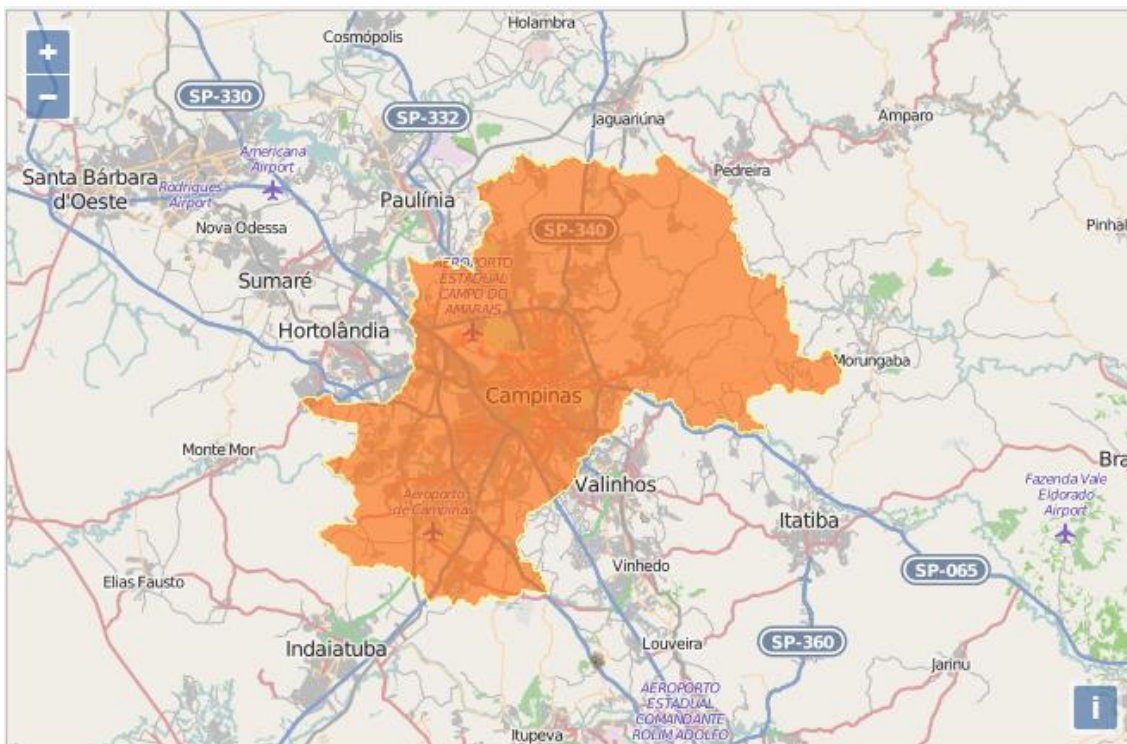 Holambra
Cosmópolis
+
−
SP-330
SP-332
Jaguariúna
Amparo
Americana
Airport
Pedreira
Santa Bárbara
d'Oeste
Rodrigues
Airport
Paulínia
Nova Odessa
SP-340
Pinhal
AEROPORTO
ESTADUAL
CAMPO DO
AMARAIS
Sumaré
Hortolândia
Morungaba
Campinas
Monte Mor
Bra
Valinhos
Fazenda Vale
Eldorado
Airport
Aeroporto
de Campinas
Itatiba
Vinhedo
SP-065
Elias Fausto
Indaiatuba
Louveira
SP-360
Jarinu
AEROPORTO
ESTADUAL
COMANDANTE
ROLIM ADOLFO
Itupeva
i